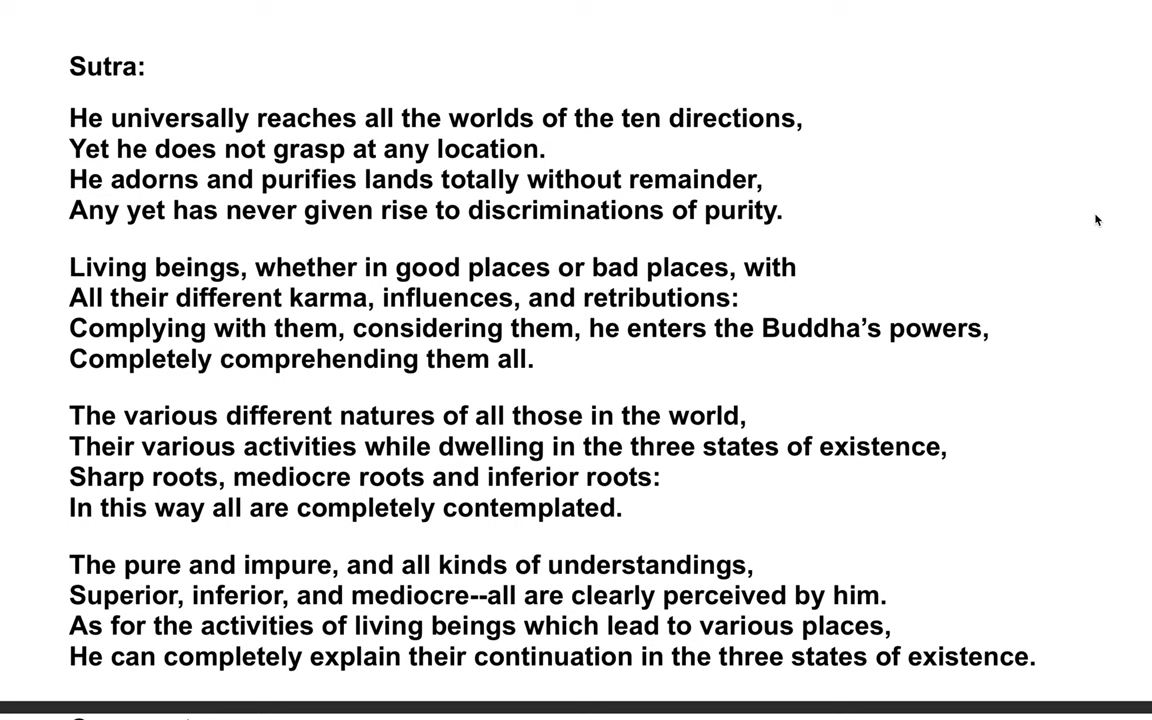 Sutra:
He universally reaches all the worlds of the ten directions,
Yet he does not grasp at any location.
He adorns and purifies lands totally without remainder,
Any yet has never given rise to discriminations of purity.
Living beings, whether in good places or bad places, with
All their different karma, influences, and retributions:
Complying with them, considering them, he enters the Buddha’s powers,
Completely comprehending them all.
The various different natures of all those in the world,
Their various activities while dwelling in the three states of existence,
Sharp roots, mediocre roots and inferior roots:
In this way all are completely contemplated.
The pure and impure, and all kinds of understandings,
Superior, inferior, and mediocre--all are clearly perceived by him.
As for the activities of living beings which lead to various places,
He can completely explain their continuation in the three states of existence.